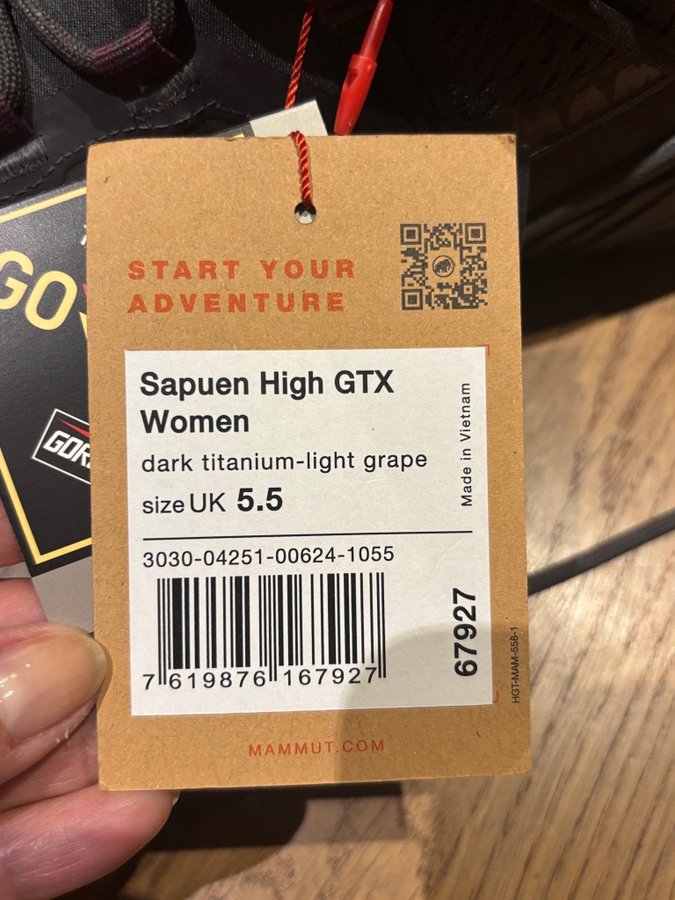 START YOUR
ADVENTURE
Sapuen High GTX
Women
dark titanium-light grape
size UK 5.5
Made in Vietnam
3030-04251-00624-1055
7 619876 167927
67927
HGT-MAM-558-1
MAMMUT.COM